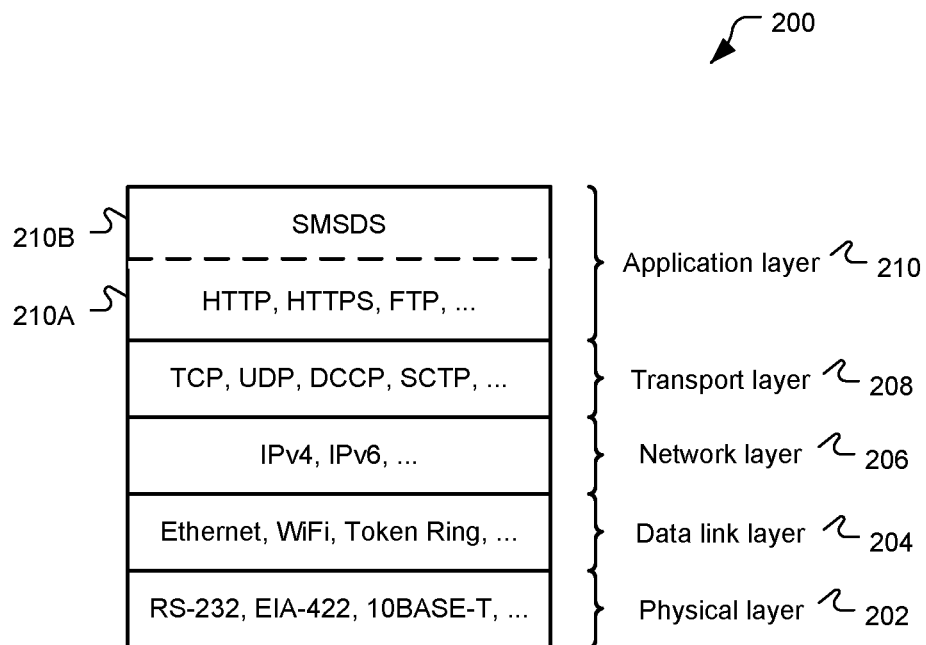 200
210B
SMSDS
Application layer
210
210A
HTTP, HTTPS, FTP, ...
TCP, UDP, DCCP, SCTP, ...
Transport layer
208
IPv4, IPv6, ...
Network layer
206
Ethernet, WiFi, Token Ring, ...
Data link layer
204
RS-232, EIA-422, 10BASE-T, ...
Physical layer
202